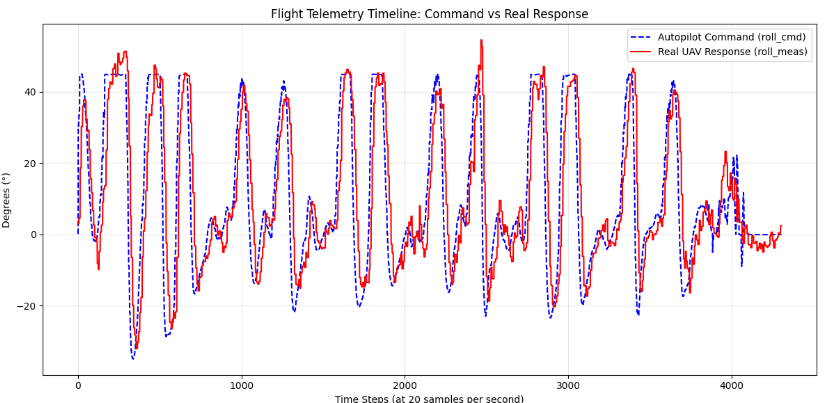 Flight Telemetry Timeline: Command vs Real Response
Autopilot Command (roll_cmd)
Real UAV Response (roll_meas)
Degrees (°)
40
20
0
−20
0
1000
2000
3000
4000
Time Steps (at 20 samples per second)